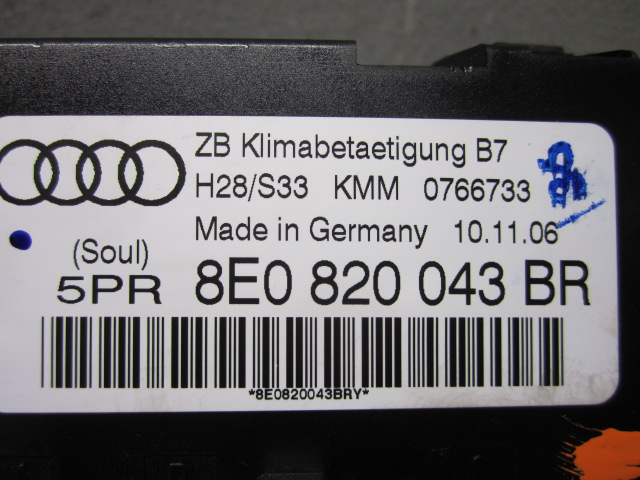 ZB Klimabetaetigung B7
H28/S33 KMM 0766733
Made in Germany 10.11.06
(Soul)
5PR 8E0 820 043 BR
*8E0820043BRY*